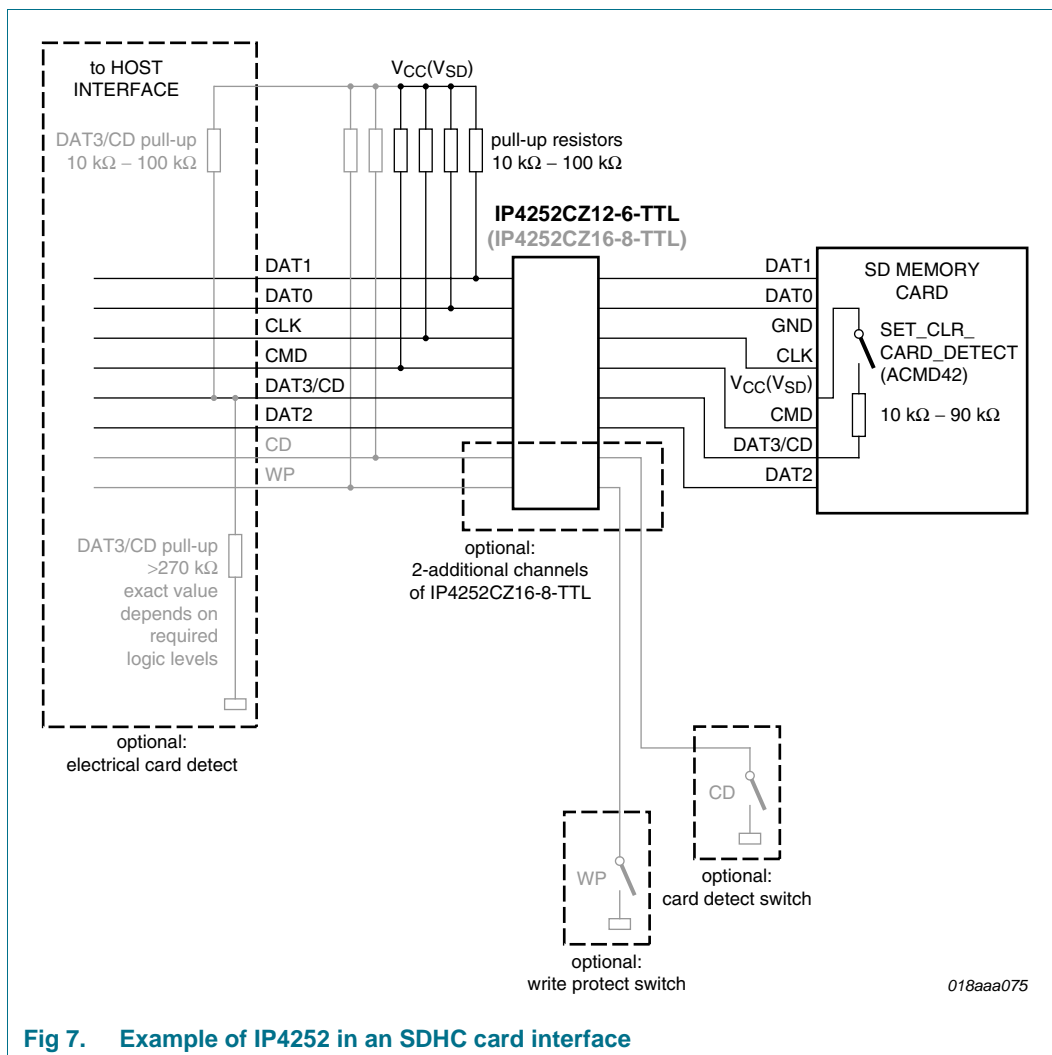 to HOST
INTERFACE
VCC(VSD)
DAT3/CD pull-up
10 kΩ – 100 kΩ
pull-up resistors
10 kΩ – 100 kΩ
IP4252CZ12-6-TTL
(IP4252CZ16-8-TTL)
DAT1
DAT0
CLK
CMD
DAT3/CD
DAT2
CD
WP
DAT1
DAT0
GND
CLK
VCC(VSD)
CMD
DAT3/CD
DAT2
SD MEMORY
CARD
SET_CLR_
CARD_DETECT
(ACMD42)
10 kΩ – 90 kΩ
DAT3/CD pull-up
>270 kΩ
exact value
depends on
required
logic levels
optional:
2-additional channels
of IP4252CZ16-8-TTL
optional:
electrical card detect
CD
optional:
card detect switch
WP
optional:
write protect switch
018aaa075
Fig 7. Example of IP4252 in an SDHC card interface